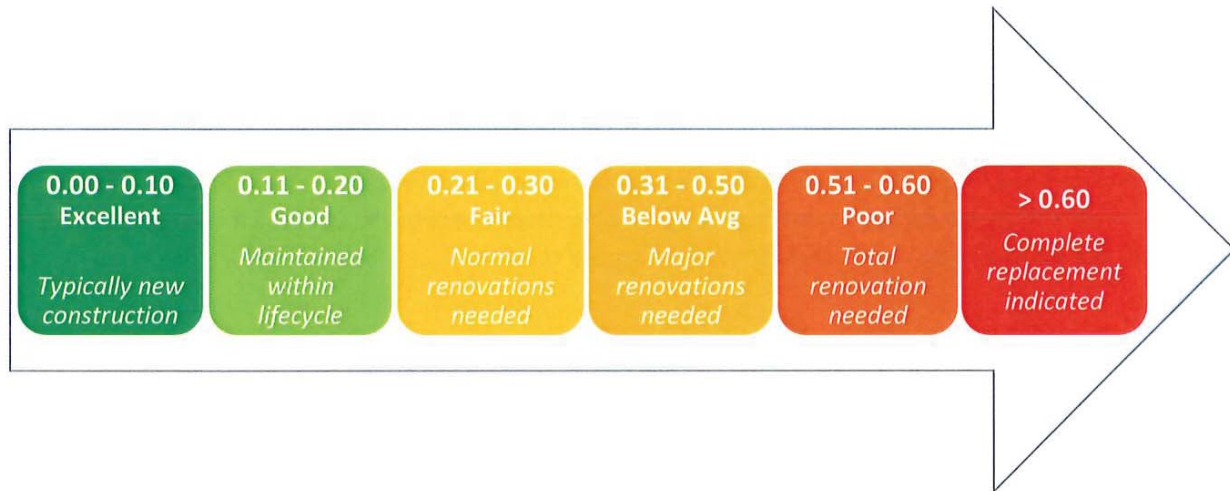 0.00 - 0.10
Excellent
Typically new
construction
0.11 - 0.20
Good
Maintained
within
lifecycle
0.21 - 0.30
Fair
Normal
renovations
needed
0.31 - 0.50
Below Avg
Major
renovations
needed
0.51 - 0.60
Poor
Total
renovation
needed
> 0.60
Complete
replacement
indicated